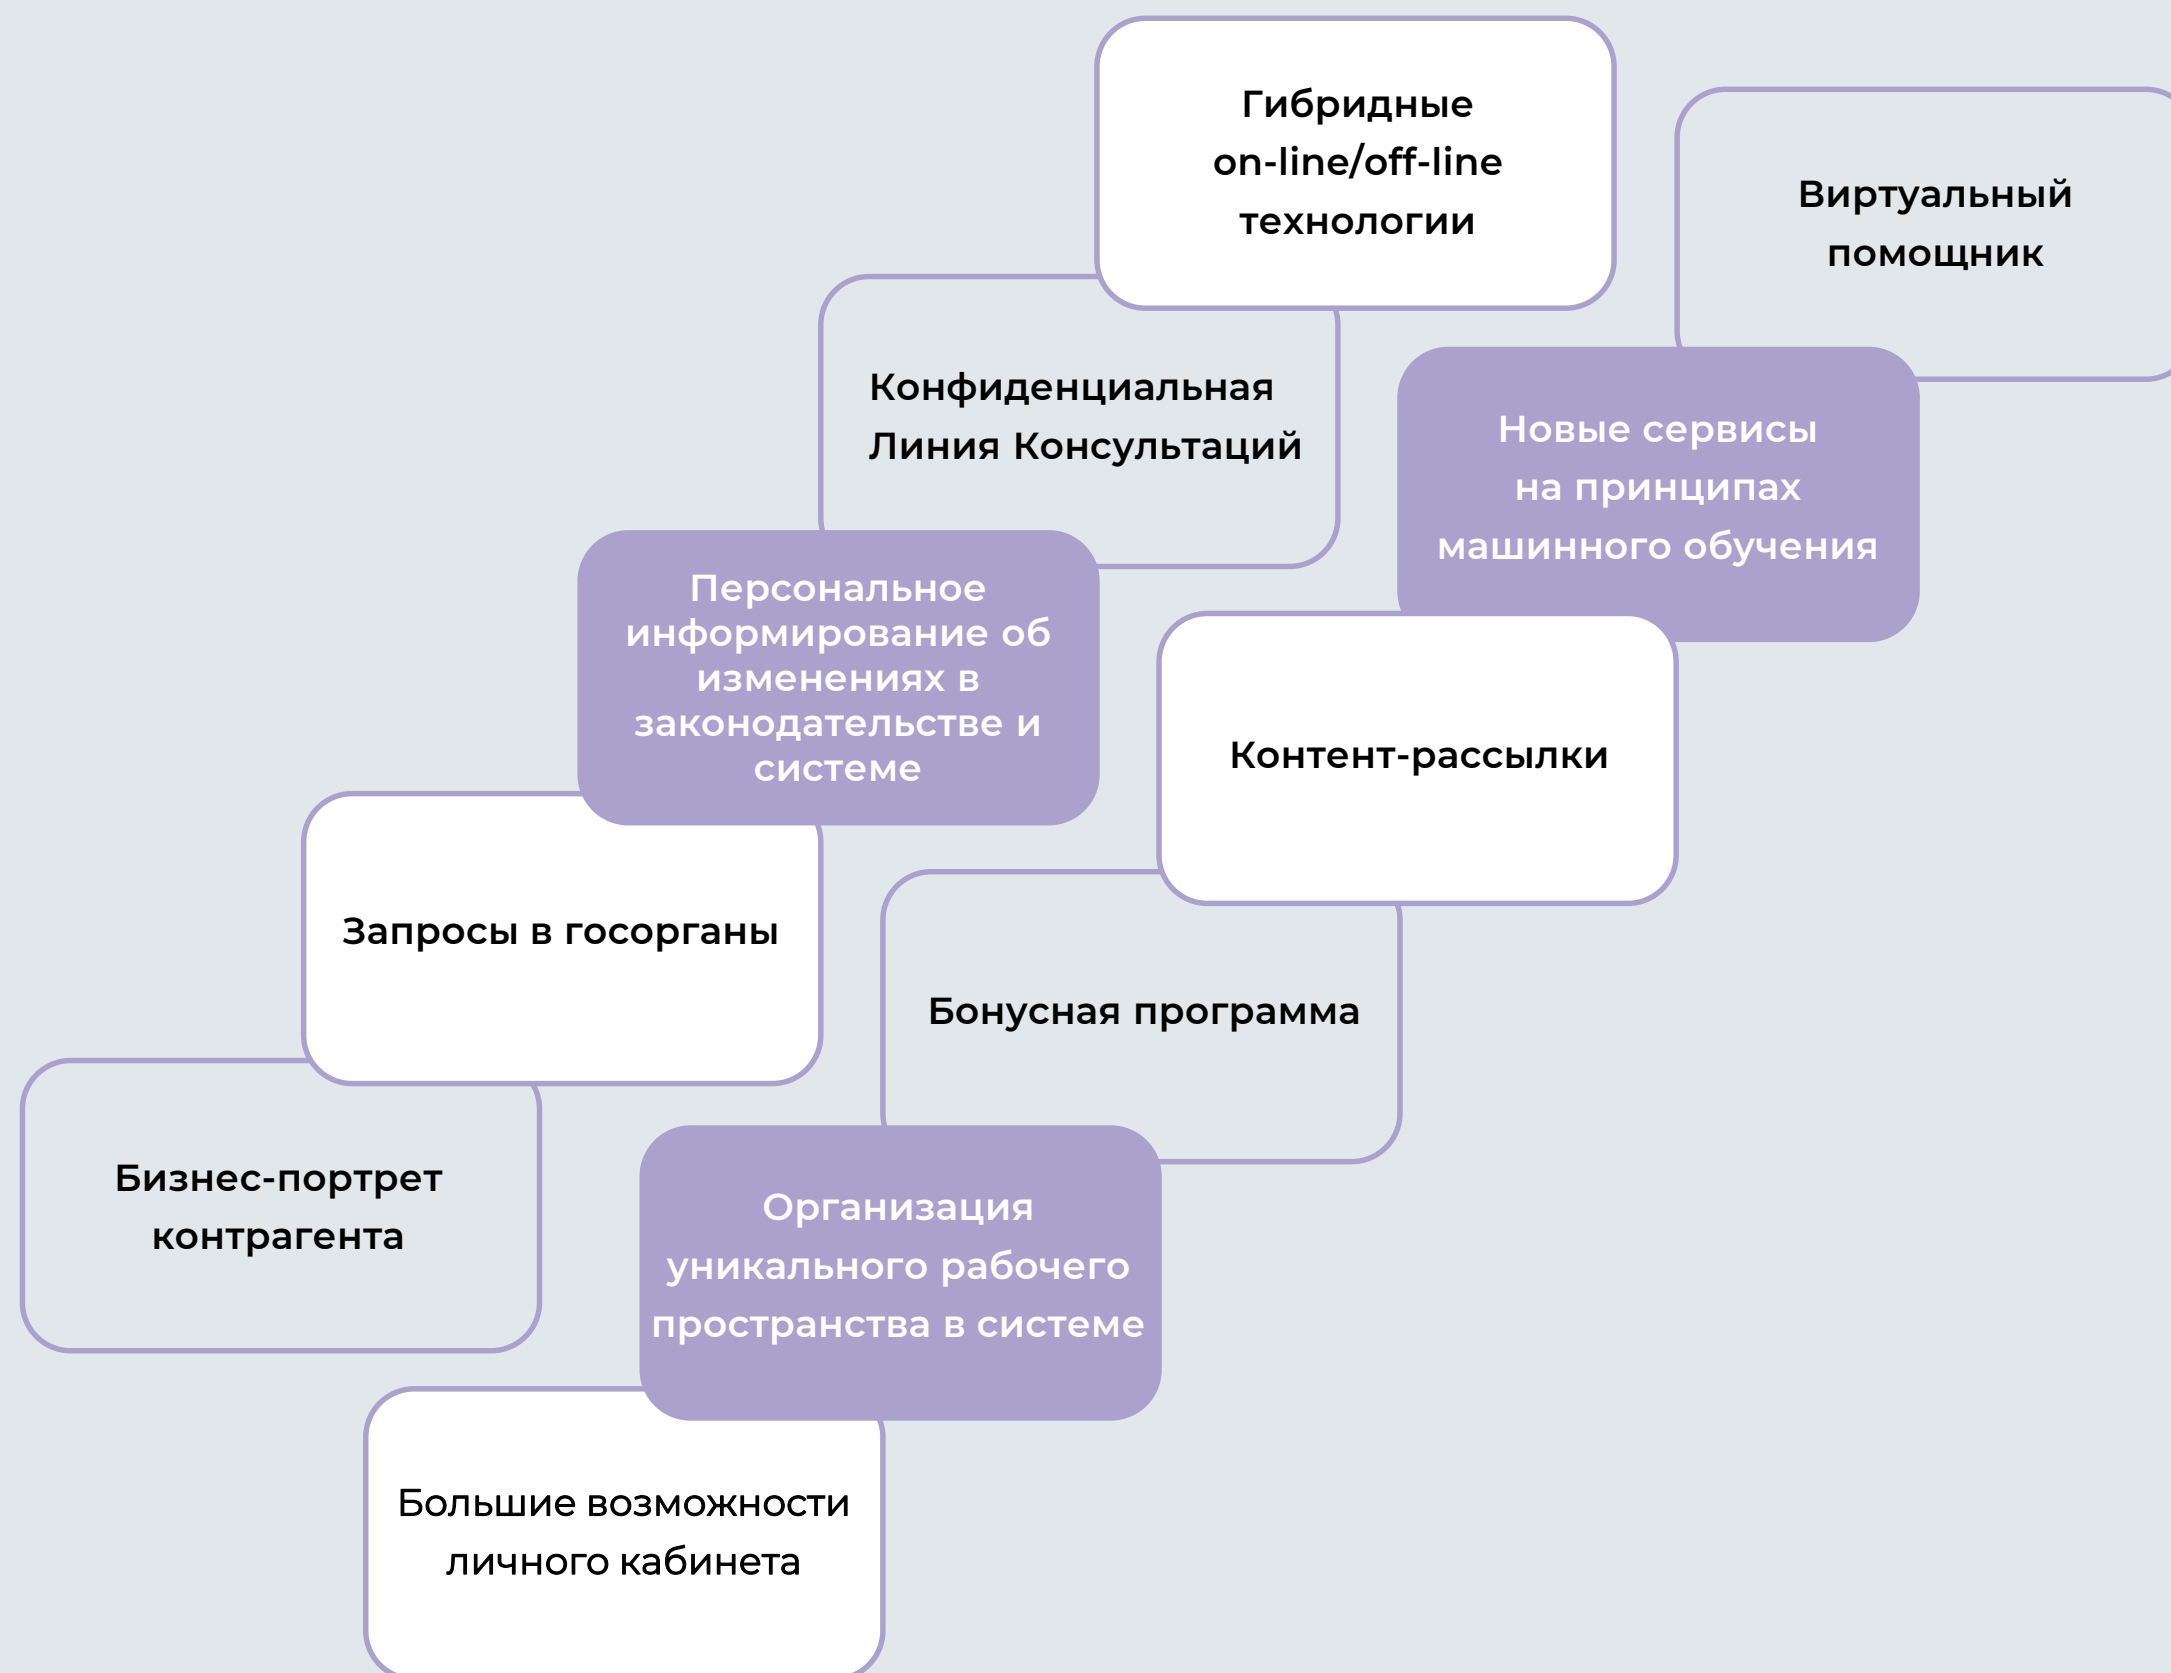 Гибридные
on-line/off-line
технологии
Виртуальный
помощник
Конфиденциальная
Линия Консультаций
Новые сервисы
на принципах
машинного обучения
Персональное
информирование об
изменениях в
законодательстве и
системе
Контент-рассылки
Запросы в госорганы
Бонусная программа
Бизнес-портрет
контрагента
Организация
уникального рабочего
пространства в системе
Большие возможности
личного кабинета